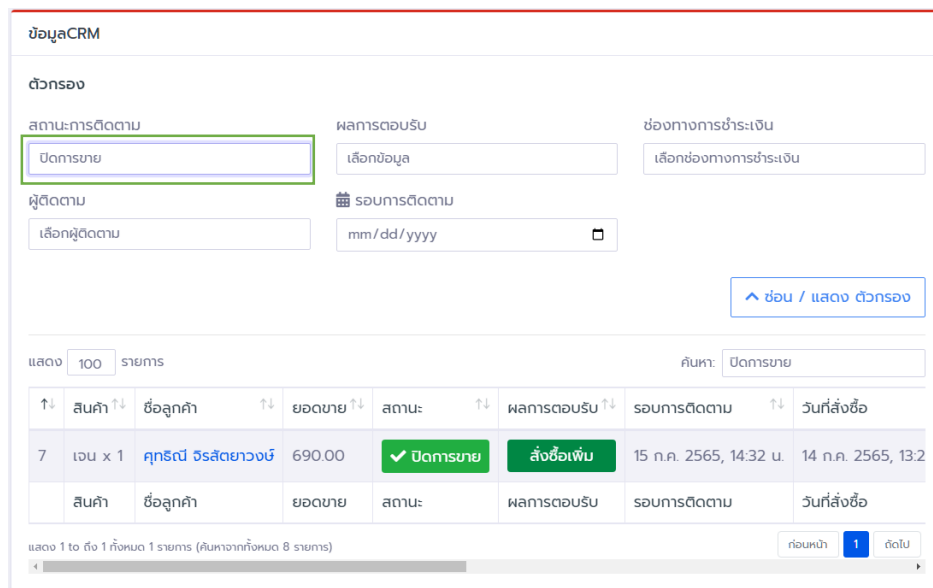 ข้อมูลCRM
ตัวกรอง
สถานะการติดตาม ผลการตอบรับ ช่องทางการชำระเงิน
ปิดการขาย เลือกข้อมูล เลือกช่องทางการชำระเงิน
ผู้ติดตาม รอบการติดตาม
เลือกผู้ติดตาม mm/dd/yyyy
ซ่อน / แสดง ตัวกรอง
แสดง 100 รายการ ค้นหา: ปิดการขาย
สินค้า ชื่อลูกค้า ยอดขาย สถานะ ผลการตอบรับ รอบการติดตาม วันที่สั่งซื้อ
7 เจน x 1 ศุทธิณี จิรสัตยาวงษ์ 690.00 ปิดการขาย สั่งซื้อเพิ่ม 15 ก.ค. 2565, 14:32 น. 14 ก.ค. 2565, 13:2
สินค้า ชื่อลูกค้า ยอดขาย สถานะ ผลการตอบรับ รอบการติดตาม วันที่สั่งซื้อ
แสดง 1 to ถึง 1 ทั้งหมด 1 รายการ (ค้นหาจากทั้งหมด 8 รายการ) ก่อนหน้า 1 ถัดไป